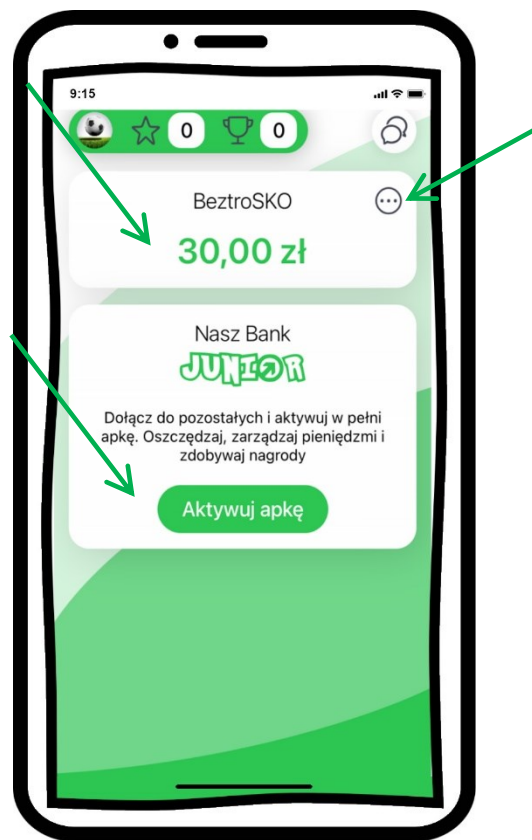 9:15
0 0
BeztroSKO
30,00 zł
Nasz Bank
JUNIOR
Dołącz do pozostałych i aktywuj w pełni
apkę. Oszczędzaj, zarządzaj pieniędzmi i
zdobywaj nagrody
Aktywuj apkę